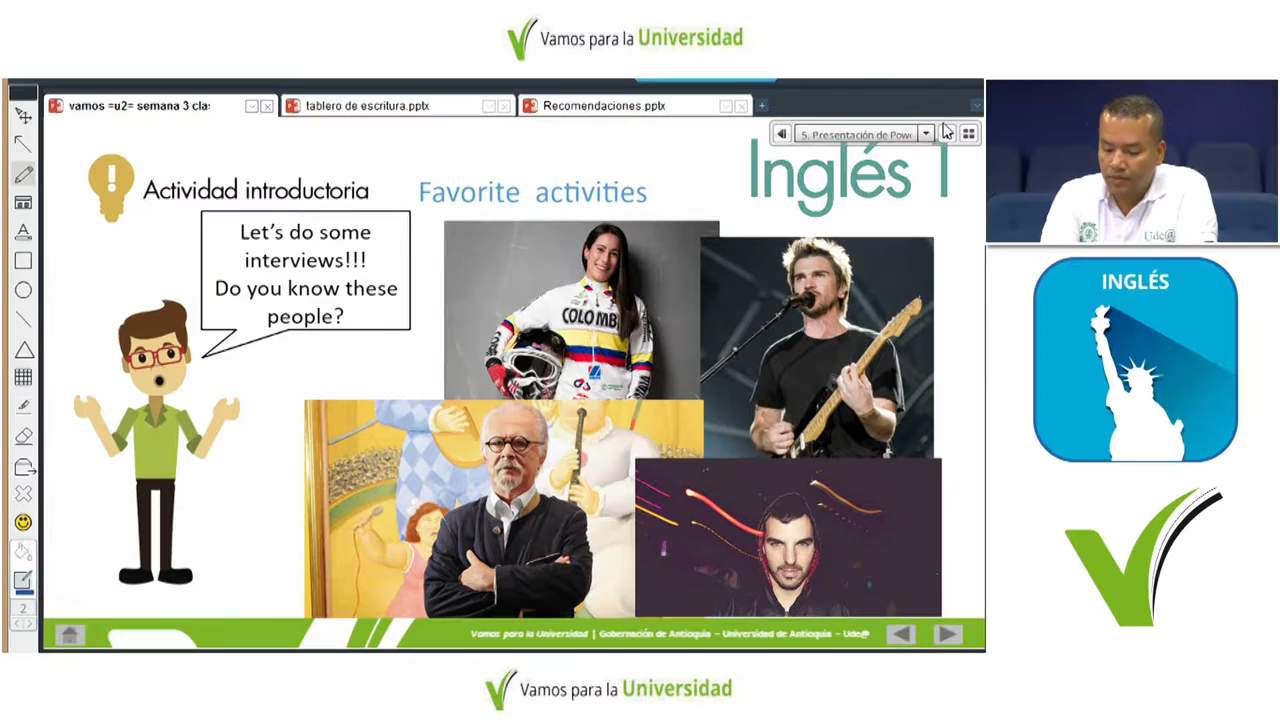 Vamos para la Universidad
vamos =u2= semana 3 cla:
tablero de escritura.pptx
Recomendaciones.pptx
5. Presentación de Powe
Inglés 1
Actividad introductoria
Favorite activities
Let's do some
interviews!!!
Do you know these
people?
COLOMB
Ude@
INGLÉS
2
Vamos para la Universidad | Gobernación de Antioquia – Universidad de Antioquia – Ude@
Vamos para la Universidad